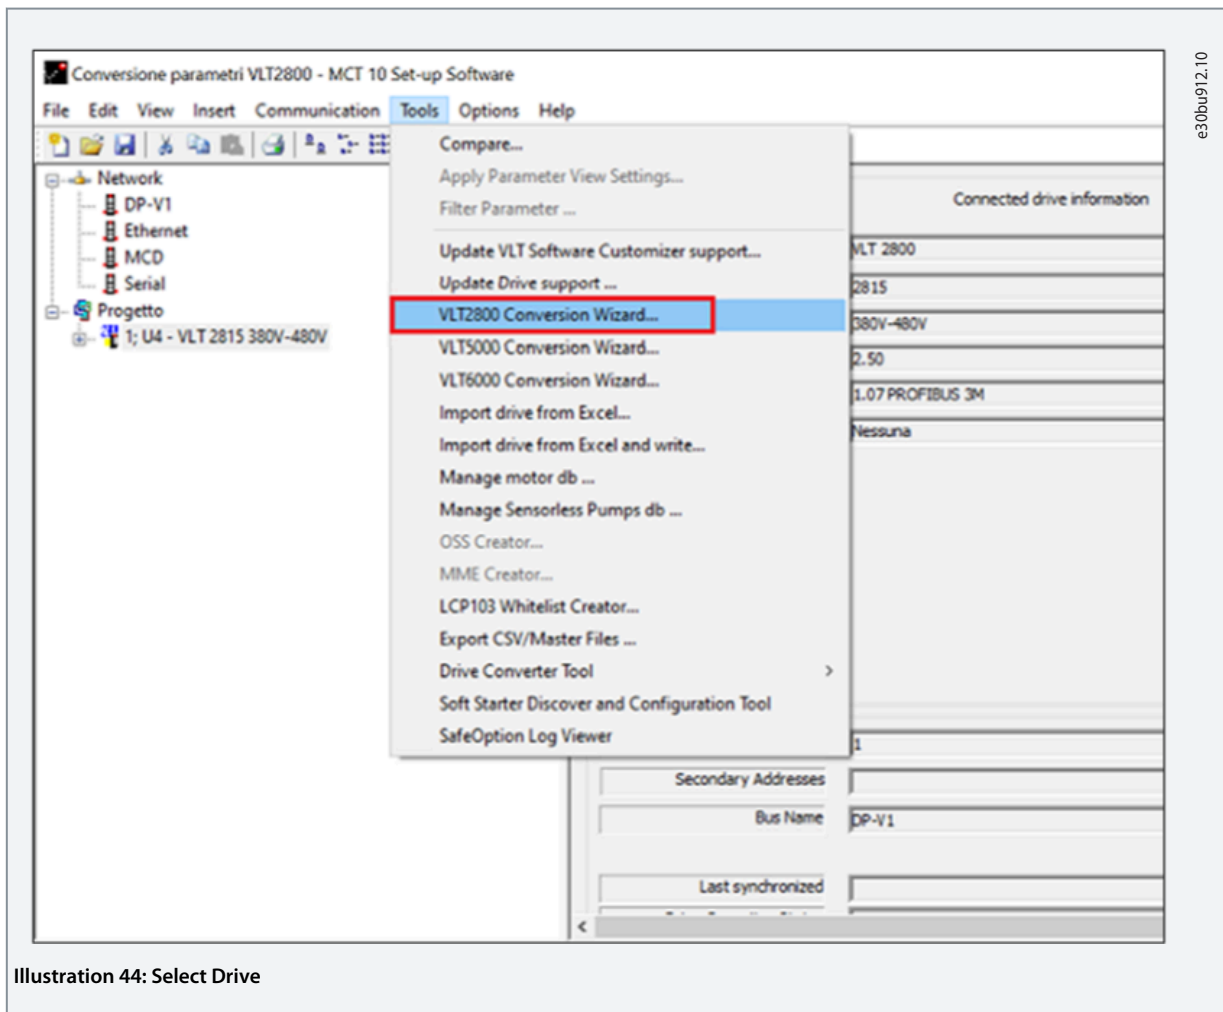 Conversione parametri VLT2800 - MCT 10 Set-up Software
File Edit View Insert Communication Tools Options Help
Network
DP-V1
Ethernet
MCD
Serial
Progetto
1; U4 - VLT 2815 380V-480V
Compare...
Apply Parameter View Settings...
Filter Parameter ...
Update VLT Software Customizer support...
Update Drive support ...
VLT2800 Conversion Wizard...
VLT5000 Conversion Wizard...
VLT6000 Conversion Wizard...
Import drive from Excel...
Import drive from Excel and write...
Manage motor db ...
Manage Sensorless Pumps db ...
OSS Creator...
MME Creator...
LCP103 Whitelist Creator...
Export CSV/Master Files ...
Drive Converter Tool
Soft Starter Discover and Configuration Tool
SafeOption Log Viewer
Connected drive information
VLT 2800
2815
380V-480V
2.50
1.07 PROFIBUS 3M
Nessuna
1
Secondary Addresses
Bus Name DP-V1
Last synchronized
e30bu912.10
Illustration 44: Select Drive